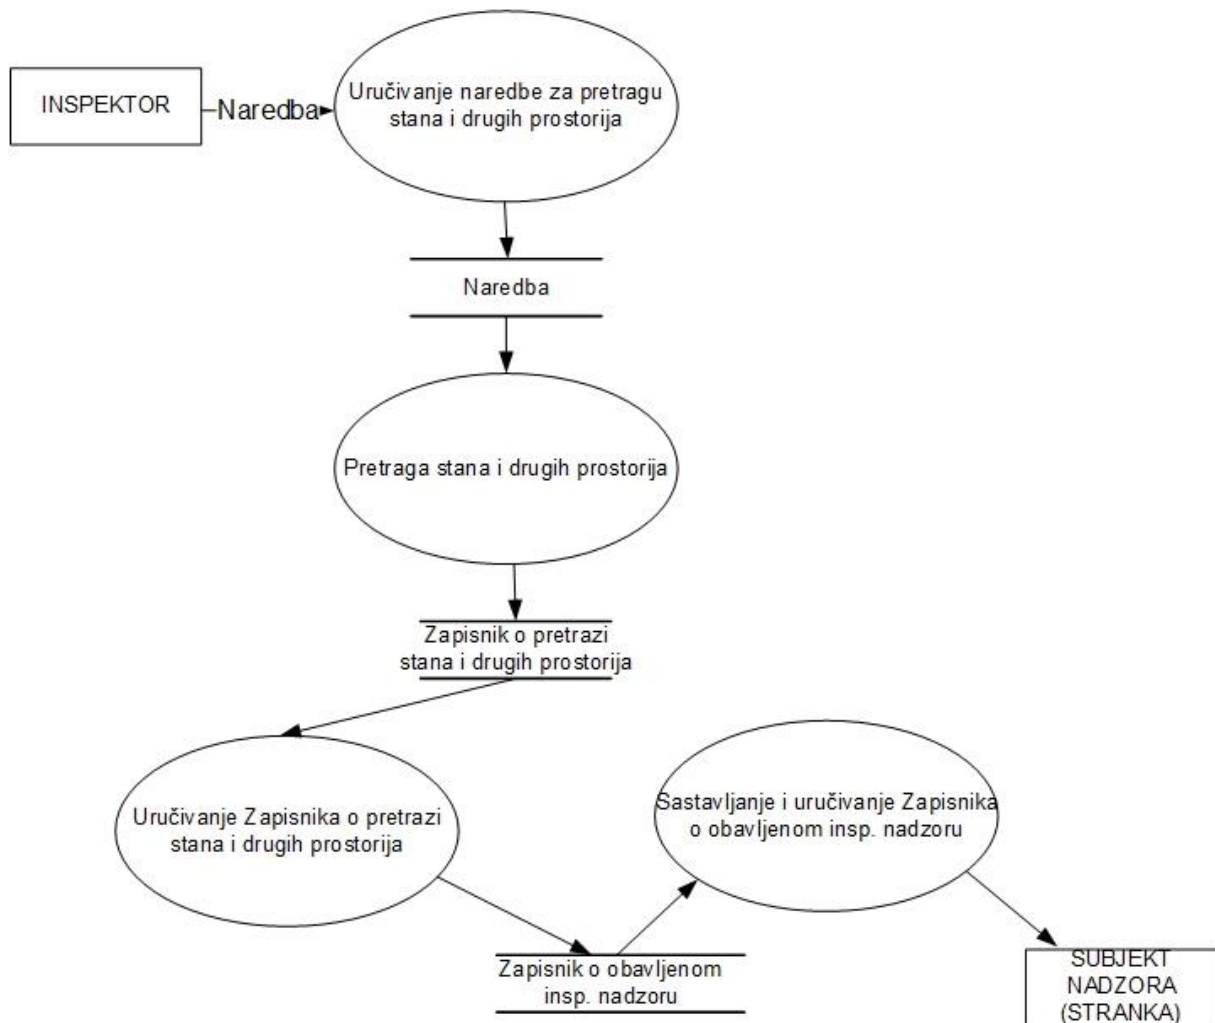 INSPEKTOR
Naredba
Uručivanje naredbe za pretragu
stana i drugih prostorija
Naredba
Pretraga stana i drugih prostorija
Zapisnik o pretrazi
stana i drugih prostorija
Uručivanje Zapisnika o pretrazi
stana i drugih prostorija
Sastavljanje i uručivanje Zapisnika
o obavljenom insp. nadzoru
Zapisnik o obavljenom
insp. nadzoru
SUBJEKT
NADZORA
(STRANKA)